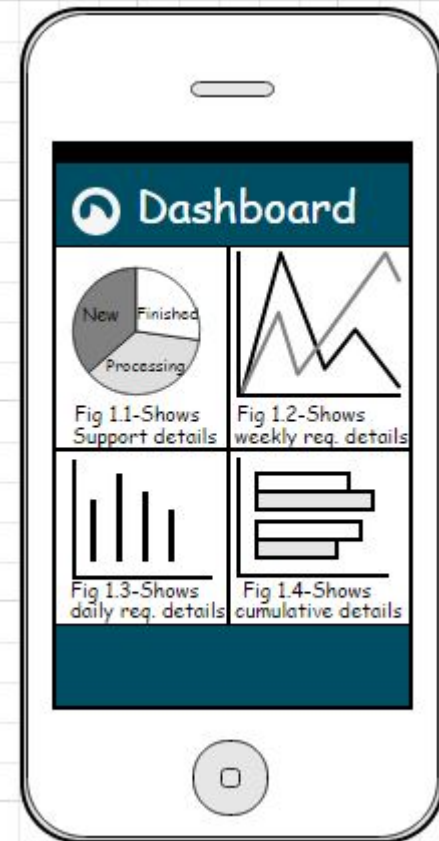 Dashboard
New
Finished
Processing
Fig 1.1-Shows
Support details
Fig 1.2-Shows
weekly req. details
Fig 1.3-Shows
daily req. details
Fig 1.4-Shows
cumulative details